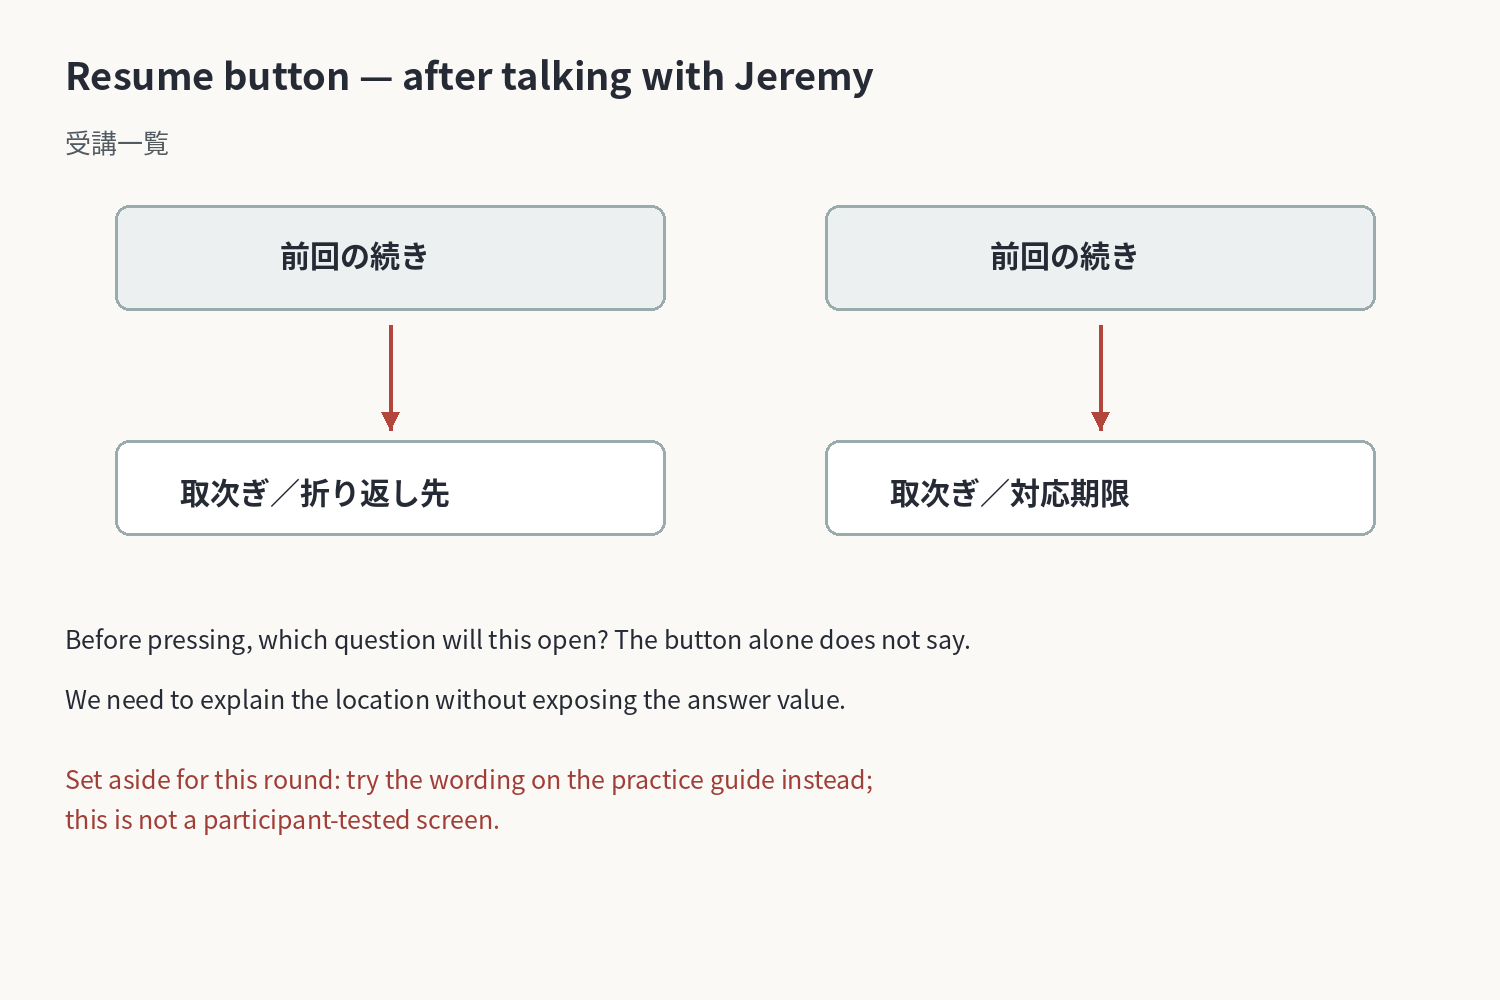 Resume button — after talking with Jeremy
受講一覧
前回の続き
前回の続き
取次ぎ／折り返し先
取次ぎ／対応期限
Before pressing, which question will this open? The button alone does not say.
We need to explain the location without exposing the answer value.
Set aside for this round: try the wording on the practice guide instead;
this is not a participant-tested screen.